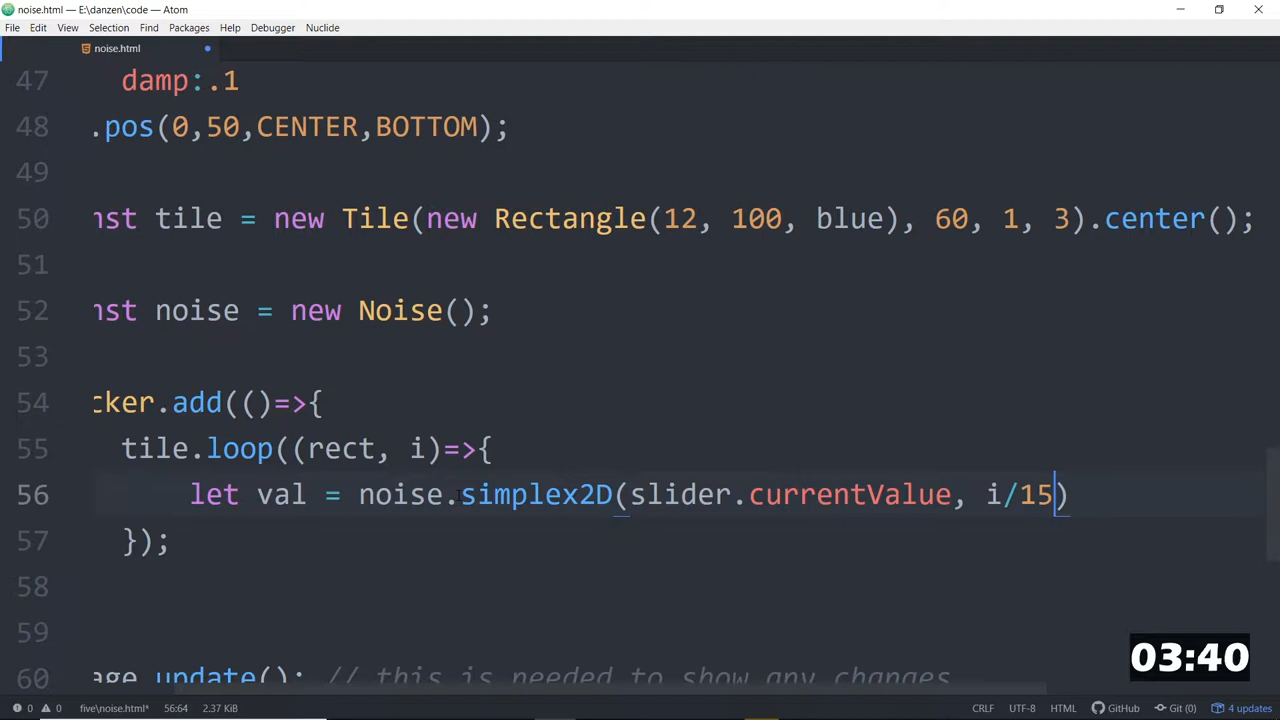 noise.html — E:\danzen\code — Atom
File Edit View Selection Find Packages Help Debugger Nuclide
noise.html
47 damp:.1
48 .pos(0,50,CENTER,BOTTOM);
49
50 nst tile = new Tile(new Rectangle(12, 100, blue), 60, 1, 3).center();
51
52 nst noise = new Noise();
53
54 cker.add(()=>{
55 tile.loop((rect, i)=>{
56 let val = noise.simplex2D(slider.currentValue, i/15)
57 });
58
59
60 age.update(); // this is needed to show any changes
03:40
0 0 five\noise.html* 56:64 2.37 KiB CRLF UTF-8 HTML GitHub Git (0) 4 updates